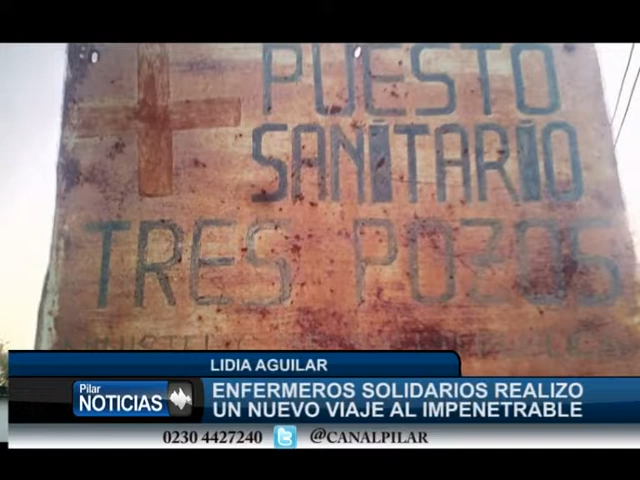 PUESTO
SANITARIO
TRES POZOS
LIDIA AGUILAR
Pilar
NOTICIAS
ENFERMEROS SOLIDARIOS REALIZO
UN NUEVO VIAJE AL IMPENETRABLE
0230 4427240 @CANALPILAR